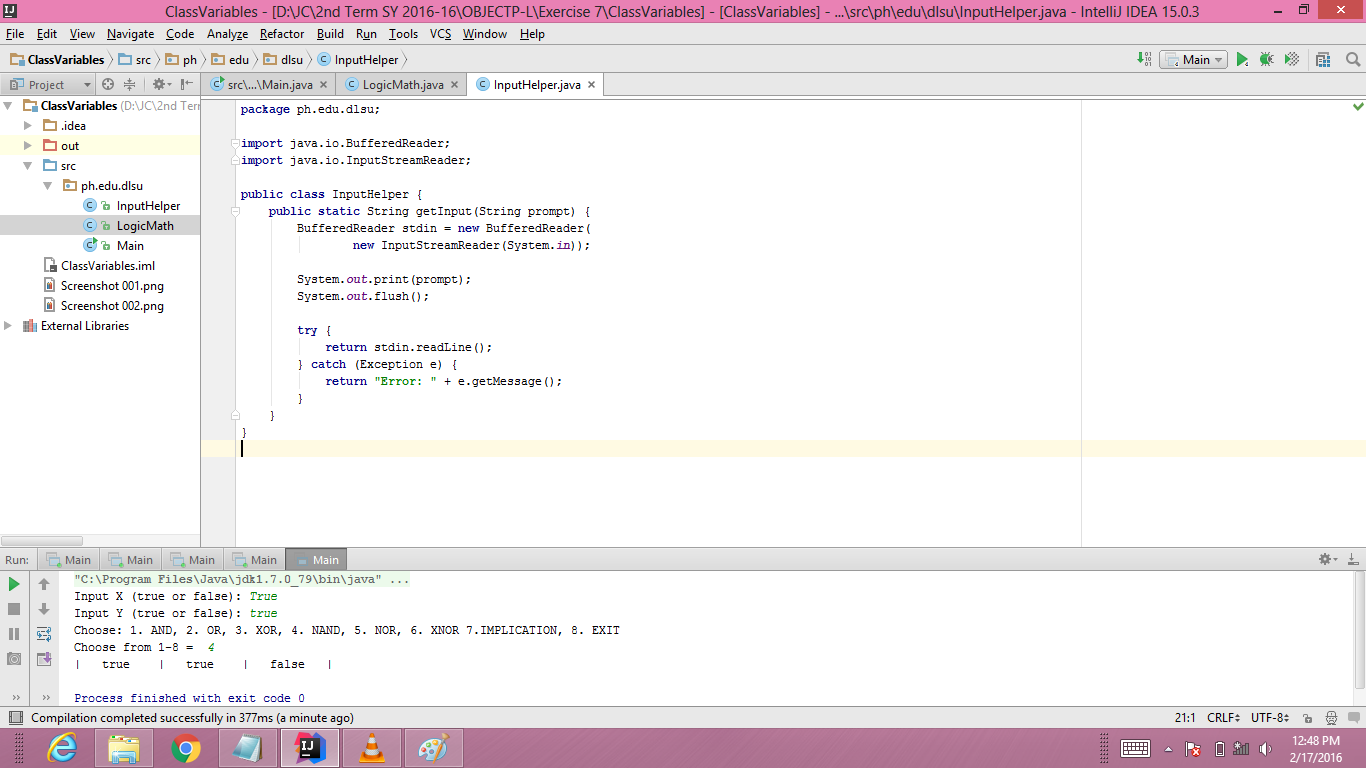 ClassVariables - [D:\JC\2nd Term SY 2016-16\OBJECTP-L\Exercise 7\ClassVariables] - [ClassVariables] - ...\src\ph\edu\dlsu\InputHelper.java - IntelliJ IDEA 15.0.3
File Edit View Navigate Code Analyze Refactor Build Run Tools VCS Window Help
ClassVariables src ph edu dlsu InputHelper
Main
Project
src\...\Main.java LogicMath.java InputHelper.java
ClassVariables (D:\JC\2nd Terr
.idea
out
src
ph.edu.dlsu
InputHelper
LogicMath
Main
ClassVariables.iml
Screenshot 001.png
Screenshot 002.png
External Libraries
package ph.edu.dlsu;
import java.io.BufferedReader;
import java.io.InputStreamReader;
public class InputHelper {
public static String getInput(String prompt) {
BufferedReader stdin = new BufferedReader(
new InputStreamReader(System.in));
System.out.print(prompt);
System.out.flush();
try {
return stdin.readLine();
} catch (Exception e) {
return "Error: " + e.getMessage();
}
}
}
Run: Main Main Main Main Main
"C:\Program Files\Java\jdk1.7.0_79\bin\java" ...
Input X (true or false): True
Input Y (true or false): true
Choose: 1. AND, 2. OR, 3. XOR, 4. NAND, 5. NOR, 6. XNOR 7.IMPLICATION, 8. EXIT
Choose from 1-8 = 4
| true | true | false |
Process finished with exit code 0
Compilation completed successfully in 377ms (a minute ago)
21:1 CRLF UTF-8
12:48 PM
2/17/2016